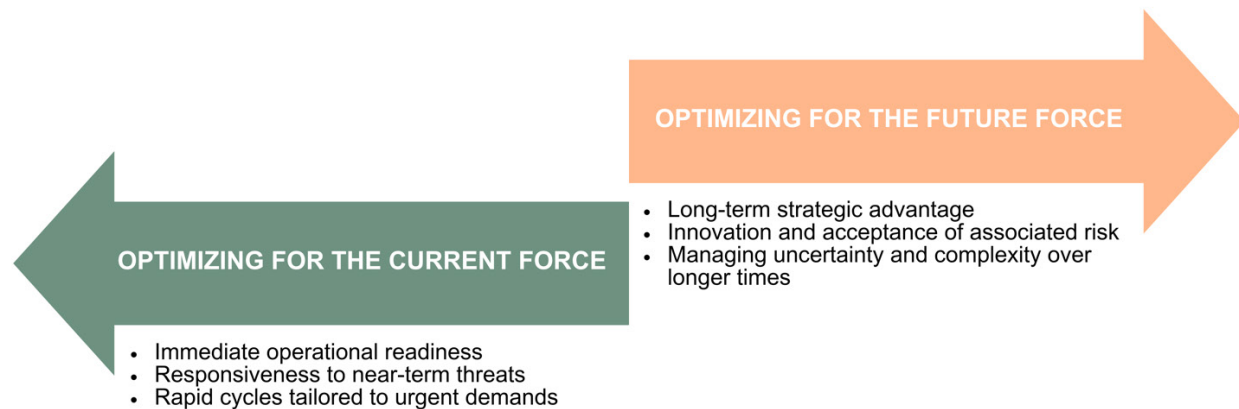 OPTIMIZING FOR THE FUTURE FORCE
• Long-term strategic advantage
• Innovation and acceptance of associated risk
• Managing uncertainty and complexity over
longer times
OPTIMIZING FOR THE CURRENT FORCE
• Immediate operational readiness
• Responsiveness to near-term threats
• Rapid cycles tailored to urgent demands